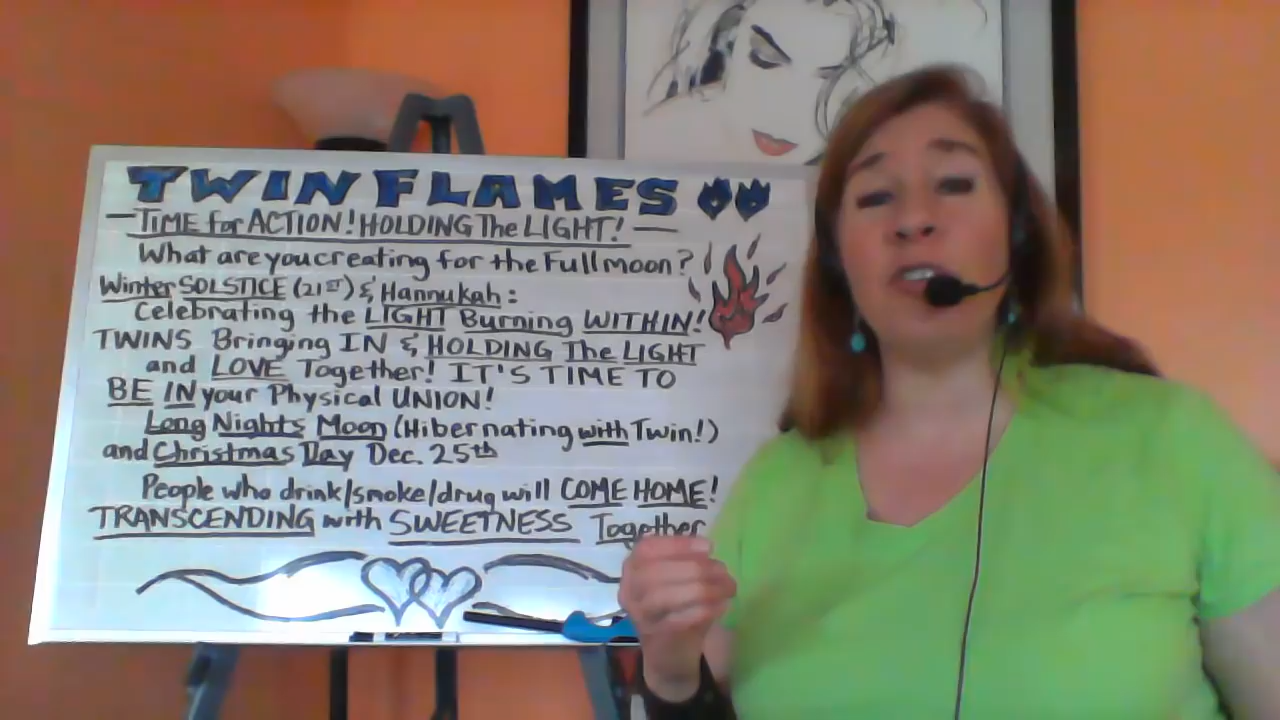 TWIN FLAMES
—TIME for ACTION! HOLDING The LIGHT!—
What are you creating for the Full moon?
Winter SOLSTICE (21ST) & Hannukah:
Celebrating the LIGHT Burning WITHIN!
TWINS Bringing IN & HOLDING The LIGHT
and LOVE Together! IT'S TIME TO
BE IN your Physical UNION!
Long Nights Moon (Hibernating with Twin!)
and Christmas Day Dec. 25th
People who drink/smoke/drug will COME HOME!
TRANSCENDING with SWEETNESS Together